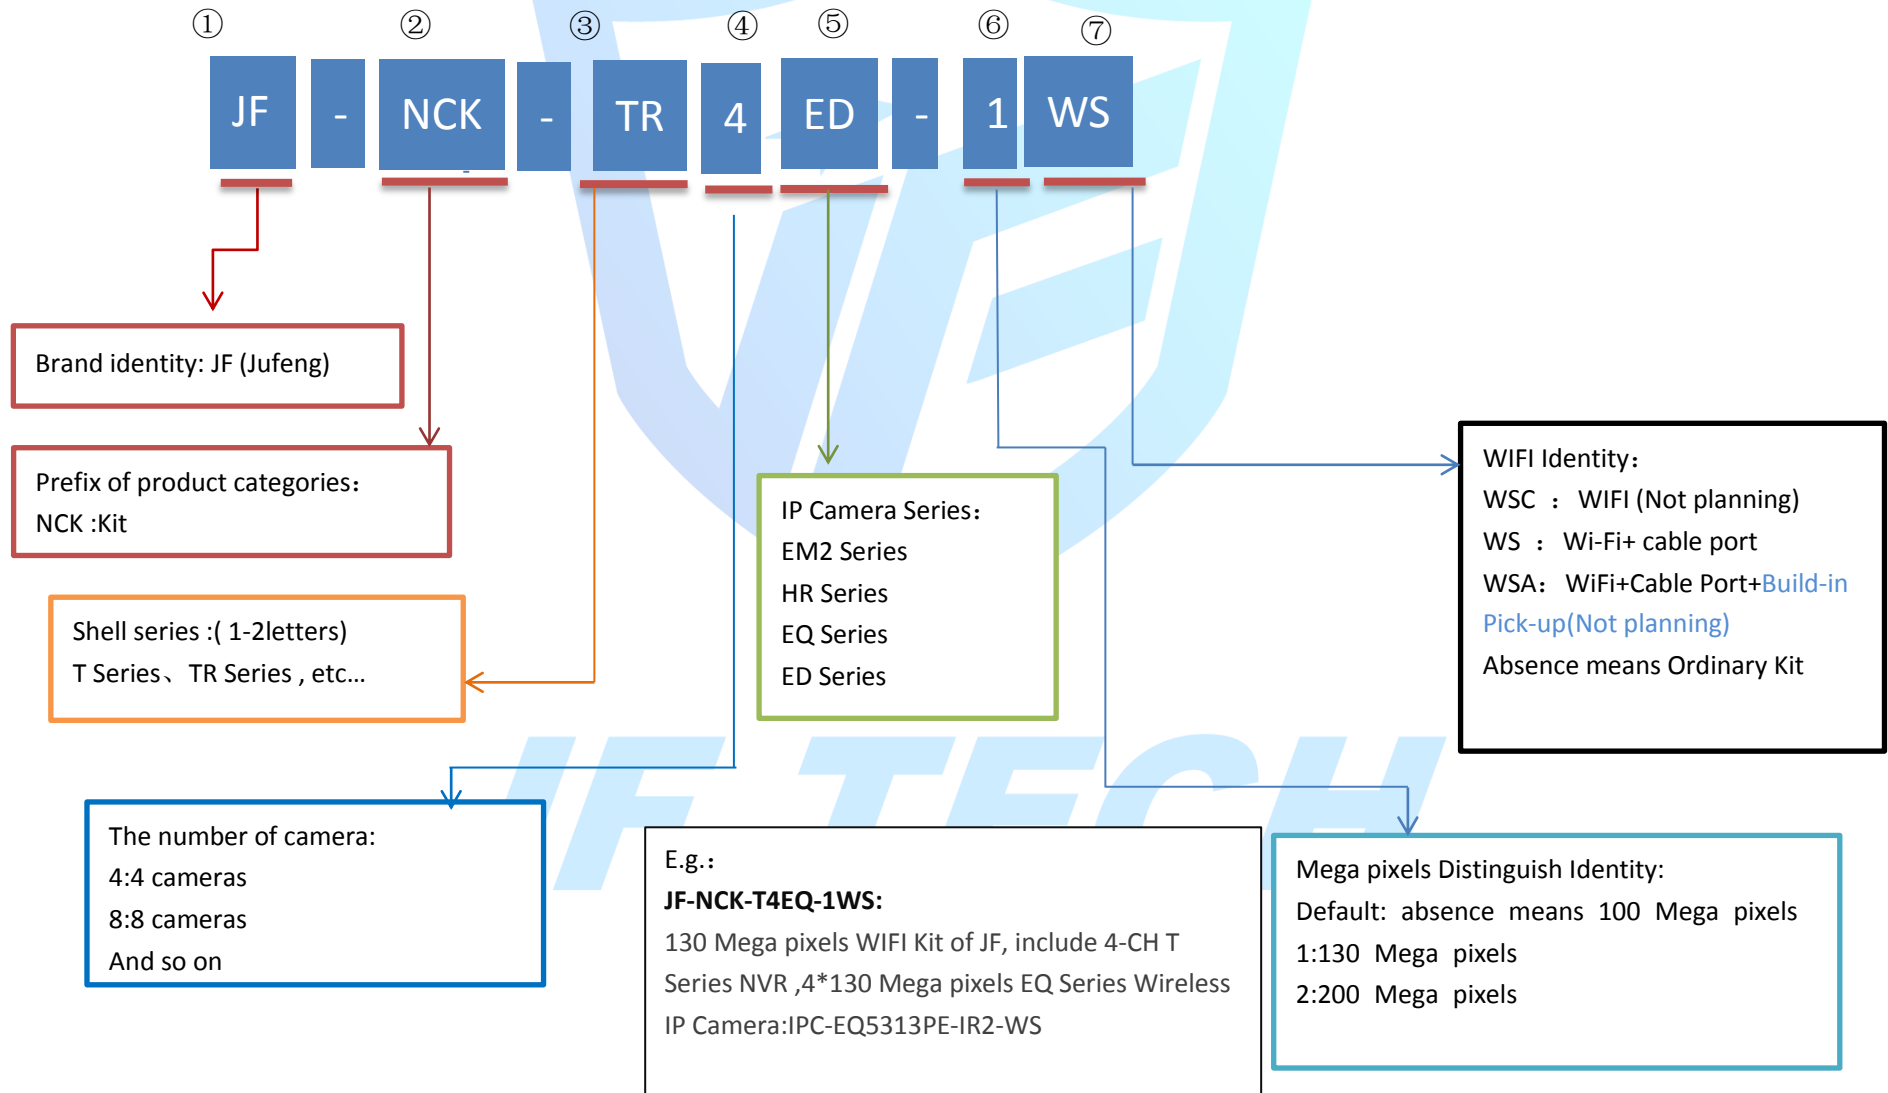 ① ② ③ ④ ⑤ ⑥ ⑦
JF - NCK - TR 4 ED - 1 WS
Brand identity: JF (Jufeng)
Prefix of product categories：
NCK :Kit
Shell series :( 1-2letters)
T Series、TR Series , etc...
The number of camera:
4:4 cameras
8:8 cameras
And so on
IP Camera Series：
EM2 Series
HR Series
EQ Series
ED Series
E.g.：
JF-NCK-T4EQ-1WS:
130 Mega pixels WIFI Kit of JF, include 4-CH T
Series NVR ,4*130 Mega pixels EQ Series Wireless
IP Camera:IPC-EQ5313PE-IR2-WS
WIFI Identity：
WSC ：WIFI (Not planning)
WS ：Wi-Fi+ cable port
WSA：WiFi+Cable Port+Build-in
Pick-up(Not planning)
Absence means Ordinary Kit
Mega pixels Distinguish Identity:
Default: absence means 100 Mega pixels
1:130 Mega pixels
2:200 Mega pixels
JF TECH